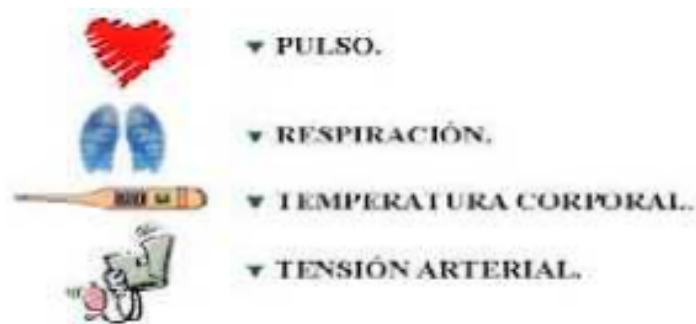 PULSO.
RESPIRACIÓN.
TEMPERATURA CORPORAL.
TENSIÓN ARTERIAL.